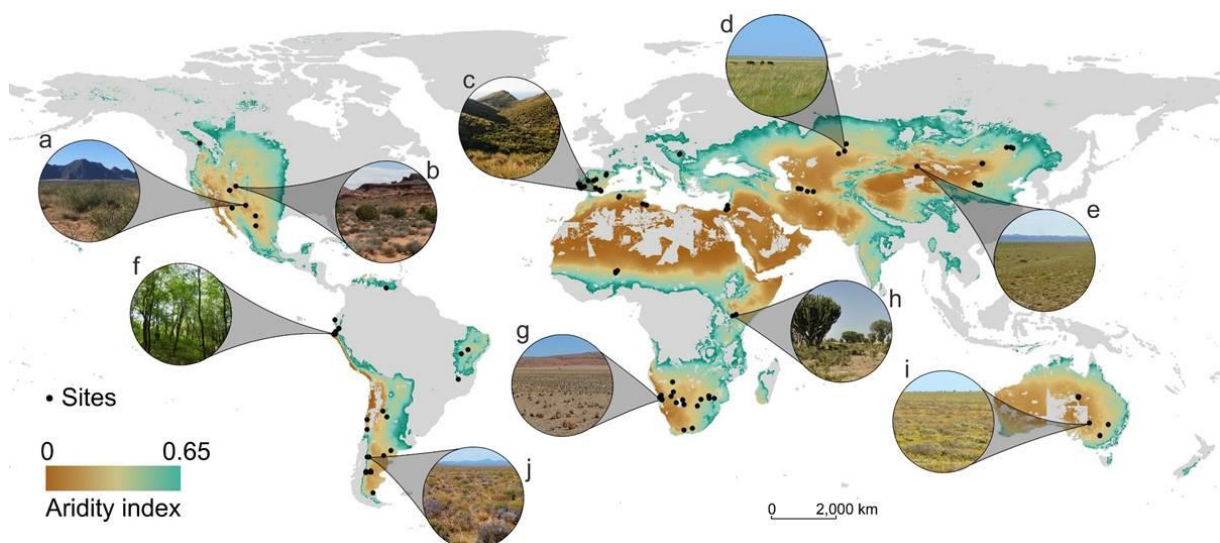 a
b
c
d
e
f
g
h
i
j
• Sites
0 0.65
Aridity index
0 2,000 km